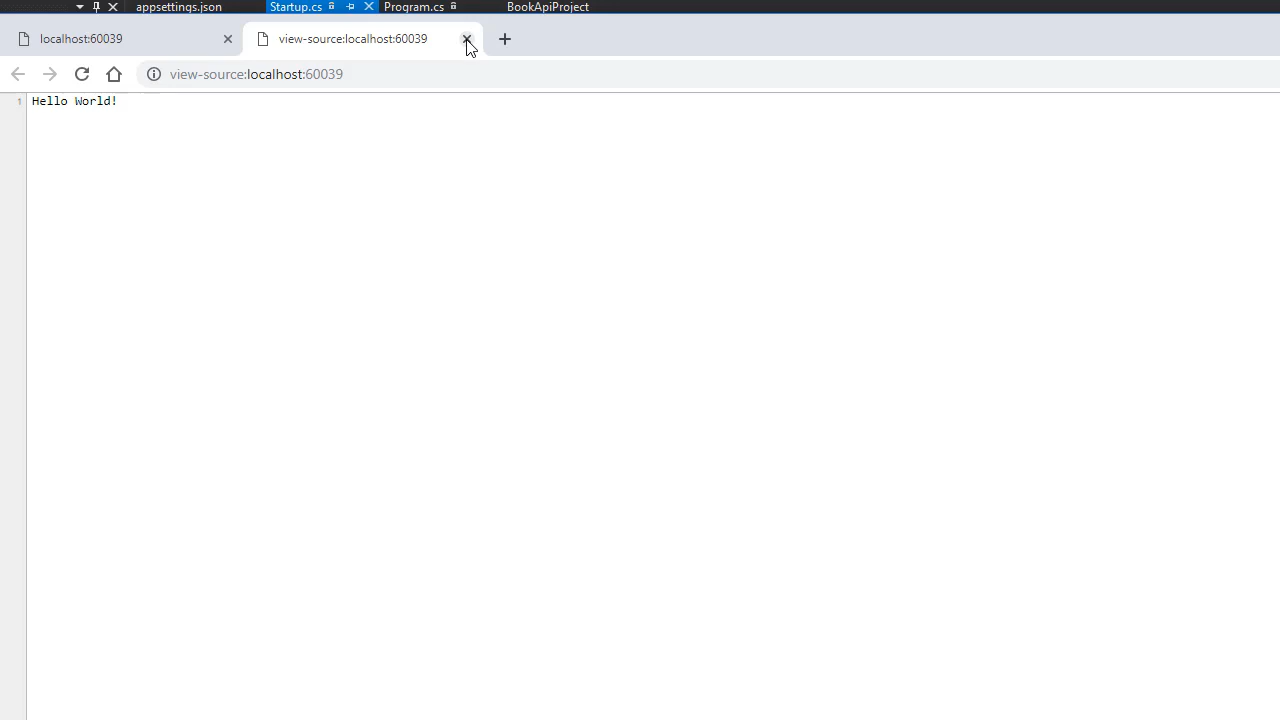 appsettings.json Startup.cs Program.cs BookApiProject
localhost:60039 view-source:localhost:60039
view-source:localhost:60039
1 Hello World!